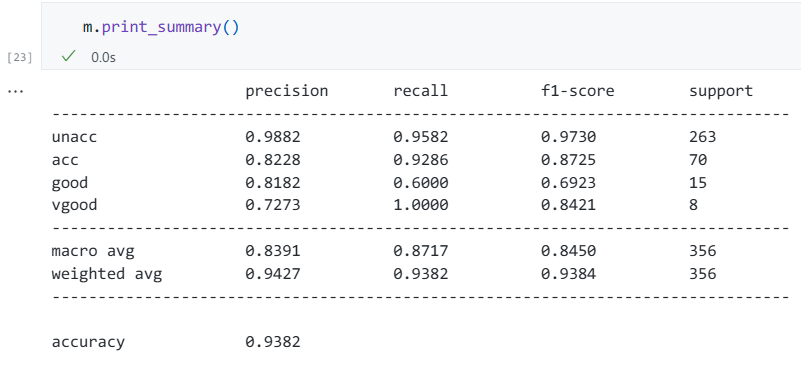 m.print_summary()
[23] ✓ 0.0s
... precision recall f1-score support
--------------------------------------------------------------------------------
unacc 0.9882 0.9582 0.9730 263
acc 0.8228 0.9286 0.8725 70
good 0.8182 0.6000 0.6923 15
vgood 0.7273 1.0000 0.8421 8
--------------------------------------------------------------------------------
macro avg 0.8391 0.8717 0.8450 356
weighted avg 0.9427 0.9382 0.9384 356
--------------------------------------------------------------------------------
accuracy 0.9382